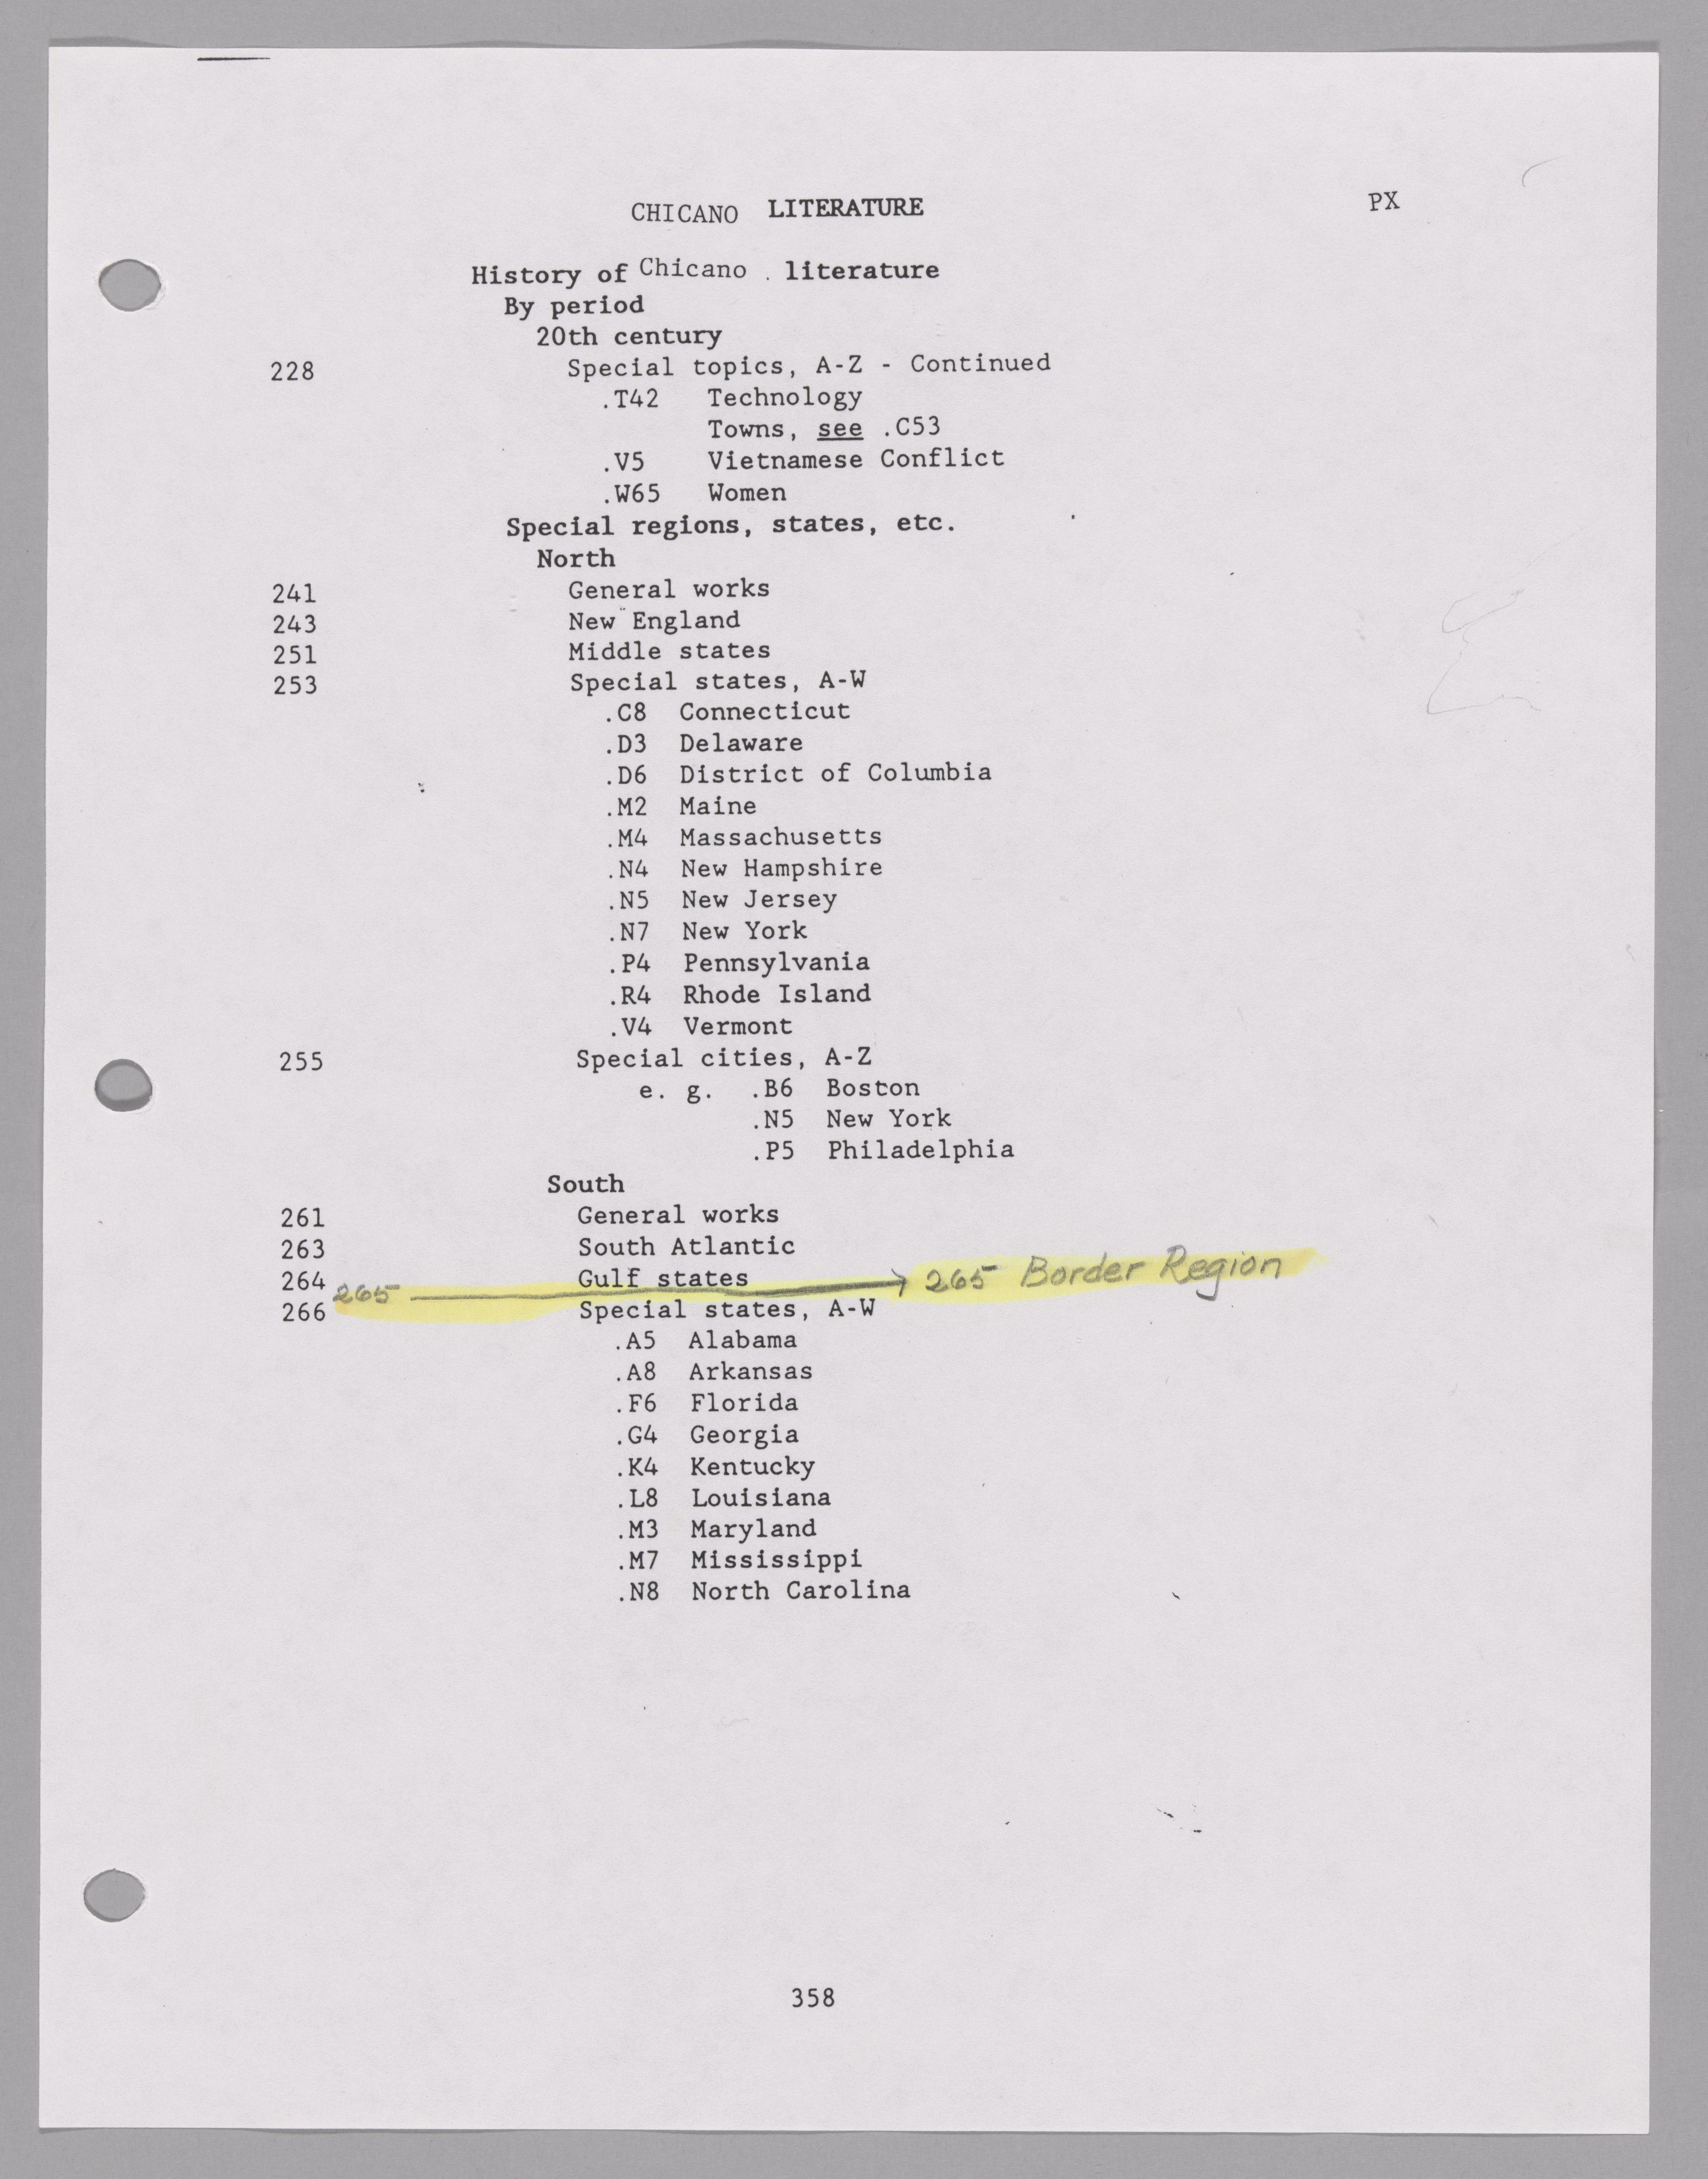 CHICANO LITERATURE PX
History of Chicano . literature
By period
20th century
228 Special topics, A-Z - Continued
.T42 Technology
Towns, see .C53
.V5 Vietnamese Conflict
.W65 Women
Special regions, states, etc.
North
241 General works
243 New England
251 Middle states
253 Special states, A-W
.C8 Connecticut
.D3 Delaware
.D6 District of Columbia
.M2 Maine
.M4 Massachusetts
.N4 New Hampshire
.N5 New Jersey
.N7 New York
.P4 Pennsylvania
.R4 Rhode Island
.V4 Vermont
255 Special cities, A-Z
e. g. .B6 Boston
.N5 New York
.P5 Philadelphia
South
261 General works
263 South Atlantic
264 Gulf states
265 → 265 Border Region
266 Special states, A-W
.A5 Alabama
.A8 Arkansas
.F6 Florida
.G4 Georgia
.K4 Kentucky
.L8 Louisiana
.M3 Maryland
.M7 Mississippi
.N8 North Carolina
358